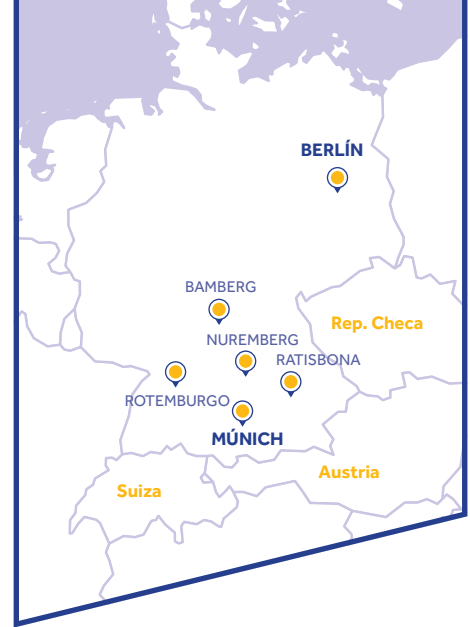 BERLÍN
BAMBERG
Rep. Checa
NUREMBERG
RATISBONA
ROTEMBURGO
MÚNICH
Austria
Suiza